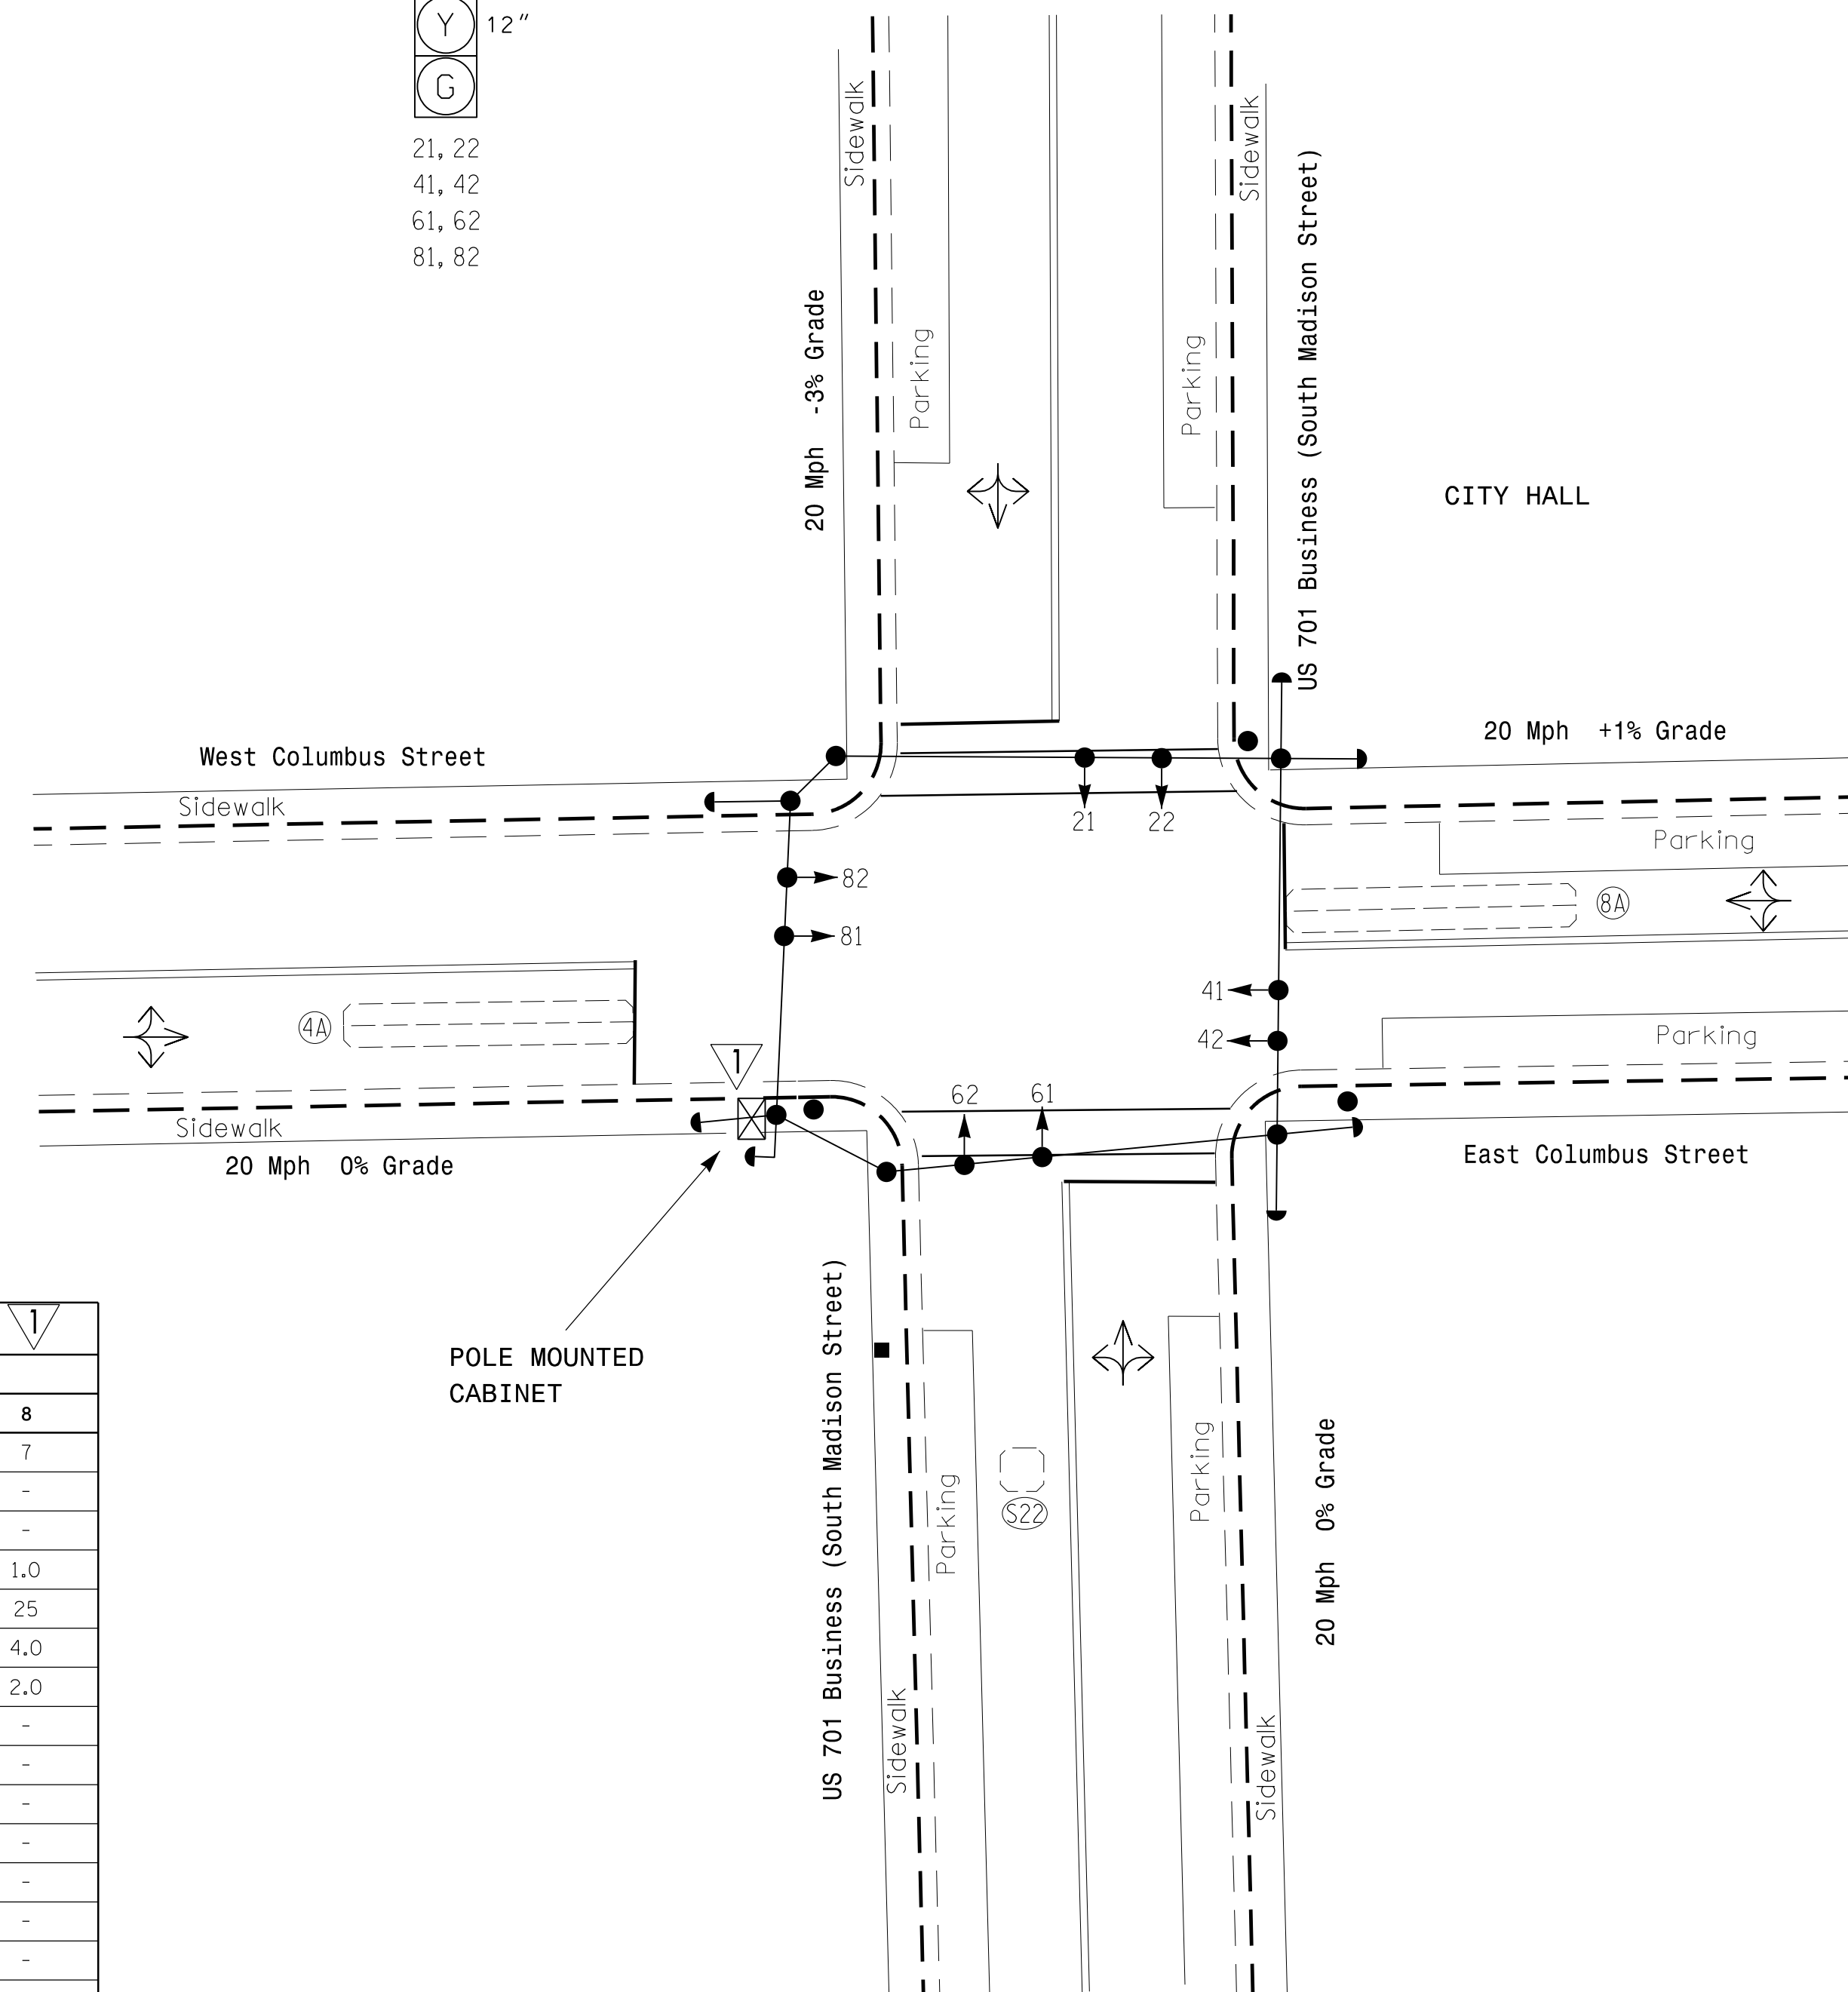 Y 12"
G
21, 22
41, 42
61, 62
81, 82
Sidewalk
Sidewalk
US 701 Business (South Madison Street)
20 Mph -3% Grade
Parking
Parking
CITY HALL
20 Mph +1% Grade
West Columbus Street
Sidewalk
21 22
Parking
82
8A
81
41
4A
42
Parking
1
62 61
Sidewalk
20 Mph 0% Grade
East Columbus Street
US 701 Business (South Madison Street)
POLE MOUNTED
CABINET
20 Mph 0% Grade
Parking
Parking
S22
Sidewalk
Sidewalk
1
8
7
-
-
1.0
25
4.0
2.0
-
-
-
-
-
-
-